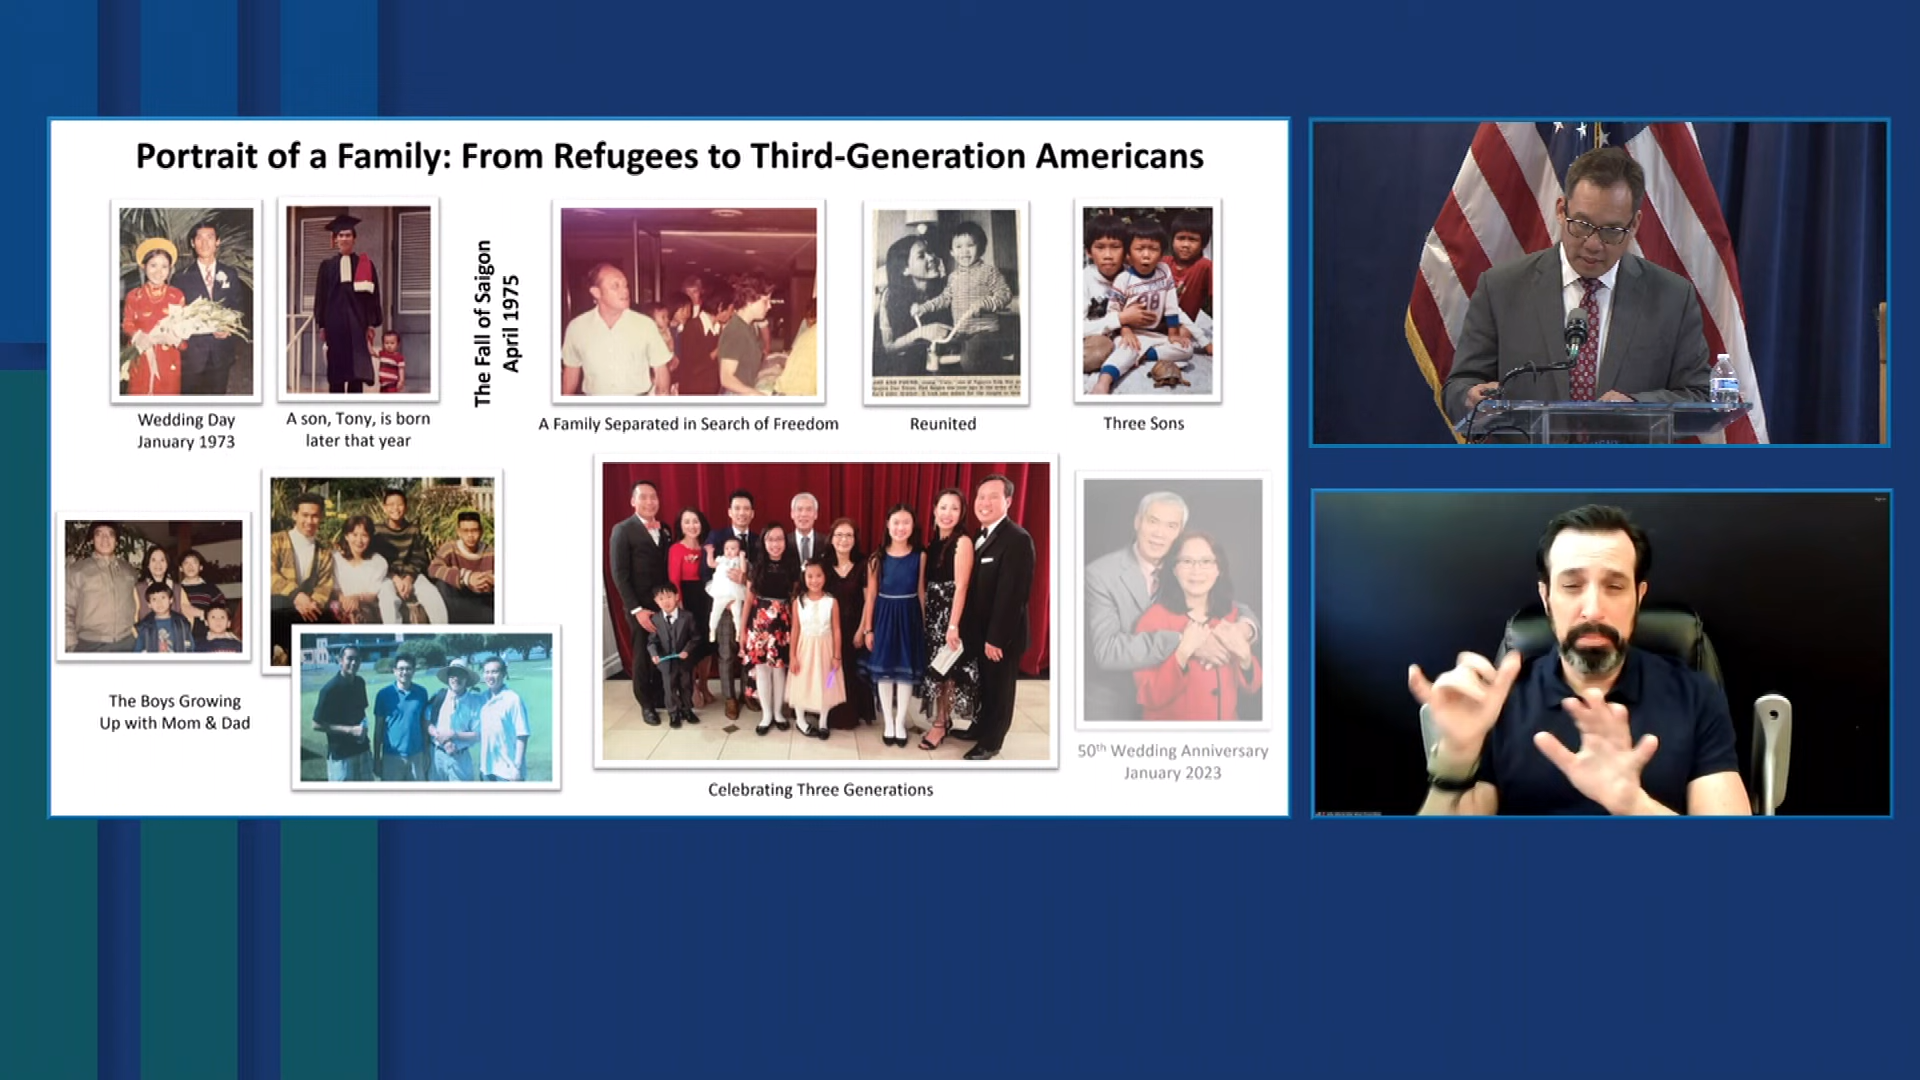 Portrait of a Family: From Refugees to Third-Generation Americans
Wedding Day
January 1973
A son, Tony, is born
later that year
The Fall of Saigon
April 1975
A Family Separated in Search of Freedom
Reunited
Three Sons
98
The Boys Growing
Up with Mom & Dad
Celebrating Three Generations
50th Wedding Anniversary
January 2023